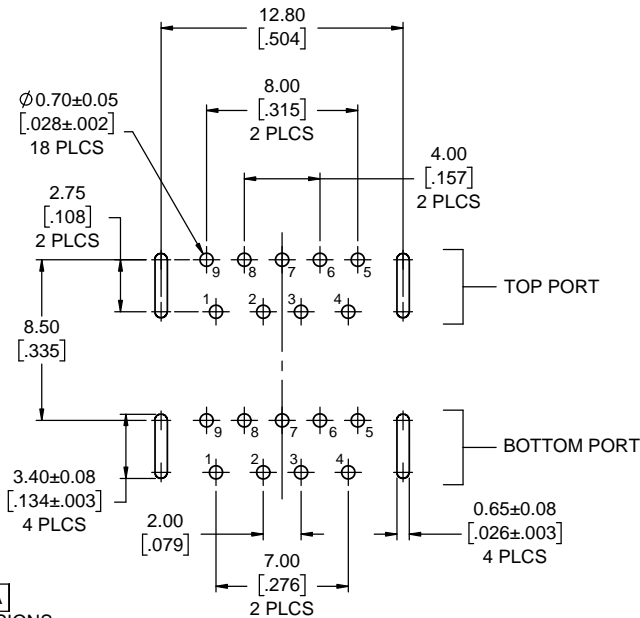 12.80
[.504]
8.00
[.315]
2 PLCS
Ø0.70±0.05
[.028±.002]
18 PLCS
4.00
[.157]
2 PLCS
2.75
[.108]
2 PLCS
9 8 7 6 5
1 2 3 4
TOP PORT
8.50
[.335]
9 8 7 6 5
1 2 3 4
BOTTOM PORT
3.40±0.08
[.134±.003]
4 PLCS
2.00
[.079]
7.00
[.276]
2 PLCS
0.65±0.08
[.026±.003]
4 PLCS